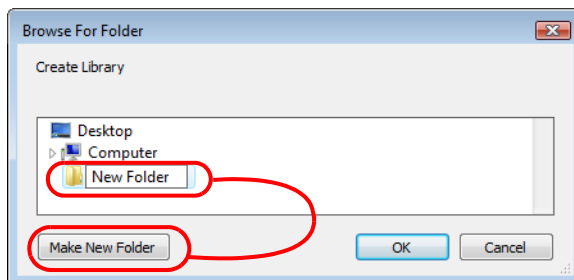 Browse For Folder
Create Library
Desktop
Computer
New Folder
Make New Folder
OK
Cancel